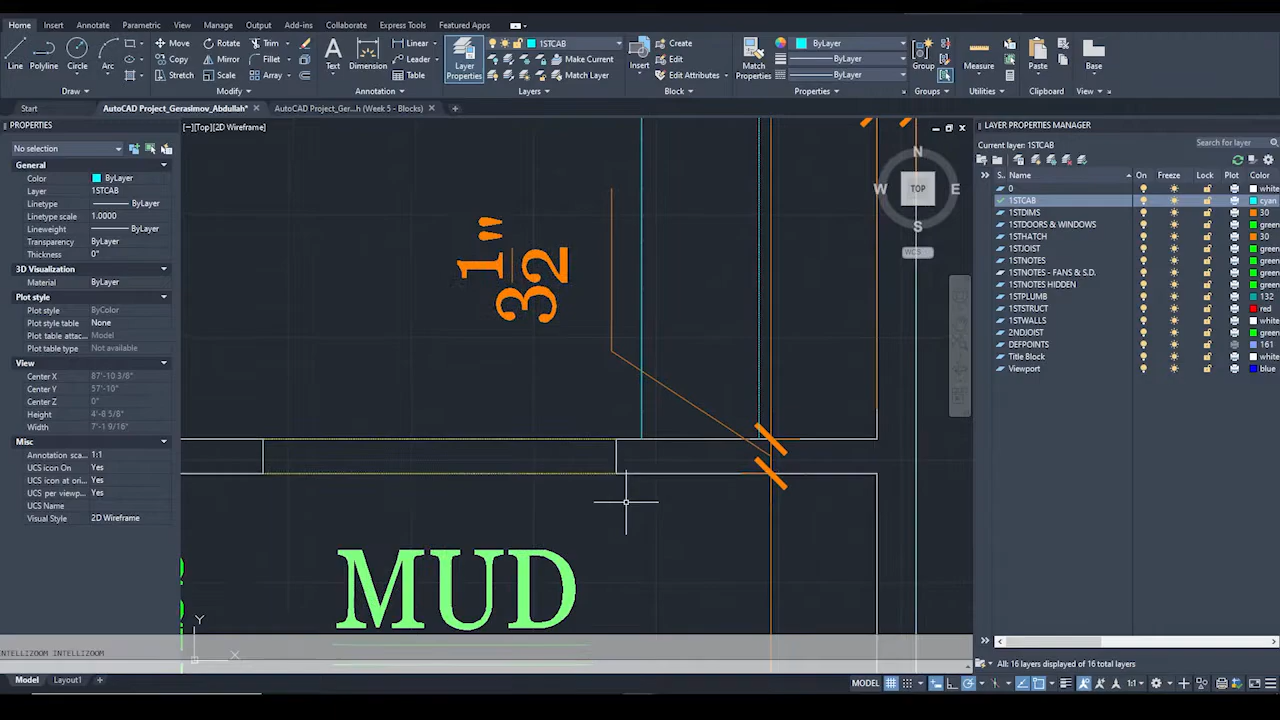 Home Insert Annotate Parametric View Manage Output Add-ins Collaborate Express Tools Featured Apps
Line Polyline Circle Arc Move Rotate Trim Text Dimension Linear Layer Properties 1STCAB Insert Create Match Properties ByLayer Group Measure Paste Base
Copy Mirror Fillet Leader Make Current Edit ByLayer
Stretch Scale Array Table Match Layer Edit Attributes ByLayer
Draw Modify Annotation Layers Block Properties Groups Utilities Clipboard View
Start AutoCAD Project_Gerasimov_Abdullah* AutoCAD Project_Ger...h (Week 5 - Blocks)
PROPERTIES
No selection
General
Color ByLayer
Layer 1STCAB
Linetype ByLayer
Linetype scale 1.0000
Lineweight ByLayer
Transparency ByLayer
Thickness 0"
3D Visualization
Material ByLayer
Plot style
Plot style ByColor
Plot style table None
Plot table attac... Model
Plot table type Not available
View
Center X 87'-10 3/8"
Center Y 57'-10"
Center Z 0"
Height 4'-8 5/8"
Width 7'-1 9/16"
Misc
Annotation sca... 1:1
UCS icon On Yes
UCS icon at ori... Yes
UCS per viewp... Yes
UCS Name
Visual Style 2D Wireframe
[−][Top][2D Wireframe]
N
W TOP E
S
WCS
3 1/2"
MUD
Y
X
NTELLIZOOM INTELLIZOOM
LAYER PROPERTIES MANAGER
Current layer: 1STCAB
Search for layer
S.. Name On Freeze Lock Plot Color
0 white
1STCAB cyan
1STDIMS 30
1STDOORS & WINDOWS green
1STHATCH 30
1STJOIST green
1STNOTES green
1STNOTES - FANS & S.D. green
1STNOTES HIDDEN green
1STPLUMB 132
1STSTRUCT red
1STWALLS white
2NDJOIST green
DEFPOINTS 161
Title Block white
Viewport blue
All: 16 layers displayed of 16 total layers
Model Layout1
MODEL 1:1